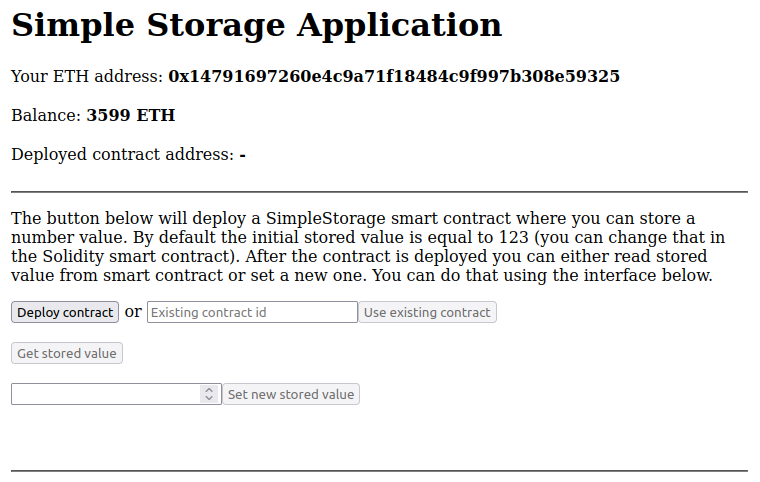 Simple Storage Application
Your ETH address: 0x14791697260e4c9a71f18484c9f997b308e59325
Balance: 3599 ETH
Deployed contract address: -
The button below will deploy a SimpleStorage smart contract where you can store a
number value. By default the initial stored value is equal to 123 (you can change that in
the Solidity smart contract). After the contract is deployed you can either read stored
value from smart contract or set a new one. You can do that using the interface below.
Deploy contract or Existing contract id Use existing contract
Get stored value
Set new stored value